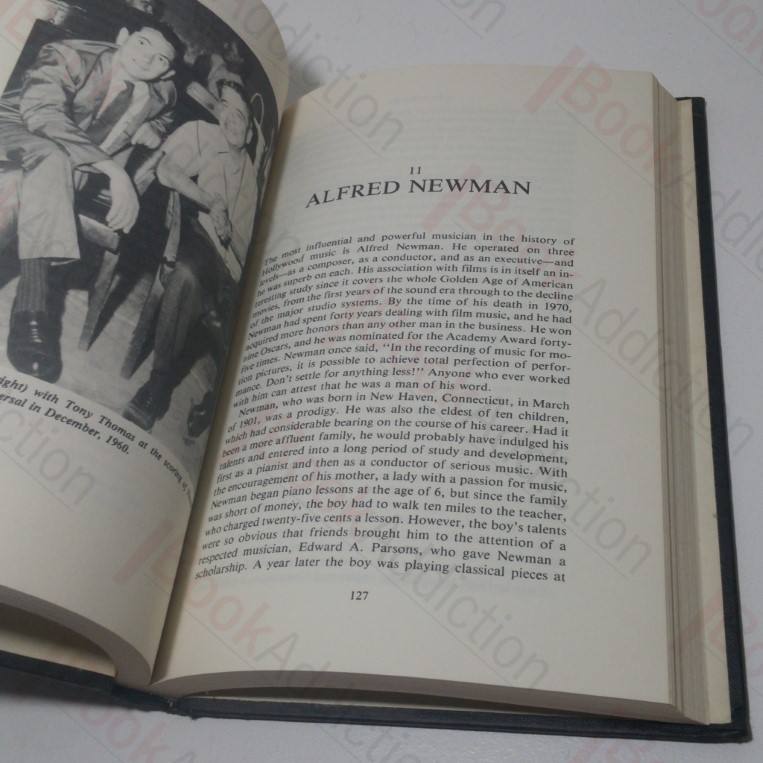 right) with Tony Thomas at the scoring of
ersal in December, 1960.
11
ALFRED NEWMAN
The most influential and powerful musician in the history of
Hollywood music is Alfred Newman. He operated on three
levels—as a composer, as a conductor, and as an executive—and
he was superb on each. His association with films is in itself an in-
teresting study since it covers the whole Golden Age of American
movies, from the first years of the sound era through to the decline
of the major studio systems. By the time of his death in 1970,
Newman had spent forty years dealing with film music, and he had
acquired more honors than any other man in the business. He won
nine Oscars, and he was nominated for the Academy Award forty-
five times. Newman once said, "In the recording of music for mo-
tion pictures, it is possible to achieve total perfection of perfor-
mance. Don't settle for anything less!" Anyone who ever worked
with him can attest that he was a man of his word.
Newman, who was born in New Haven, Connecticut, in March
of 1901, was a prodigy. He was also the eldest of ten children,
which had considerable bearing on the course of his career. Had it
been a more affluent family, he would probably have indulged his
talents and entered into a long period of study and development,
first as a pianist and then as a conductor of serious music. With
the encouragement of his mother, a lady with a passion for music,
Newman began piano lessons at the age of 6, but since the family
was short of money, the boy had to walk ten miles to the teacher,
who charged twenty-five cents a lesson. However, the boy's talents
were so obvious that friends brought him to the attention of a
respected musician, Edward A. Parsons, who gave Newman a
scholarship. A year later the boy was playing classical pieces at
127
BookAddiction